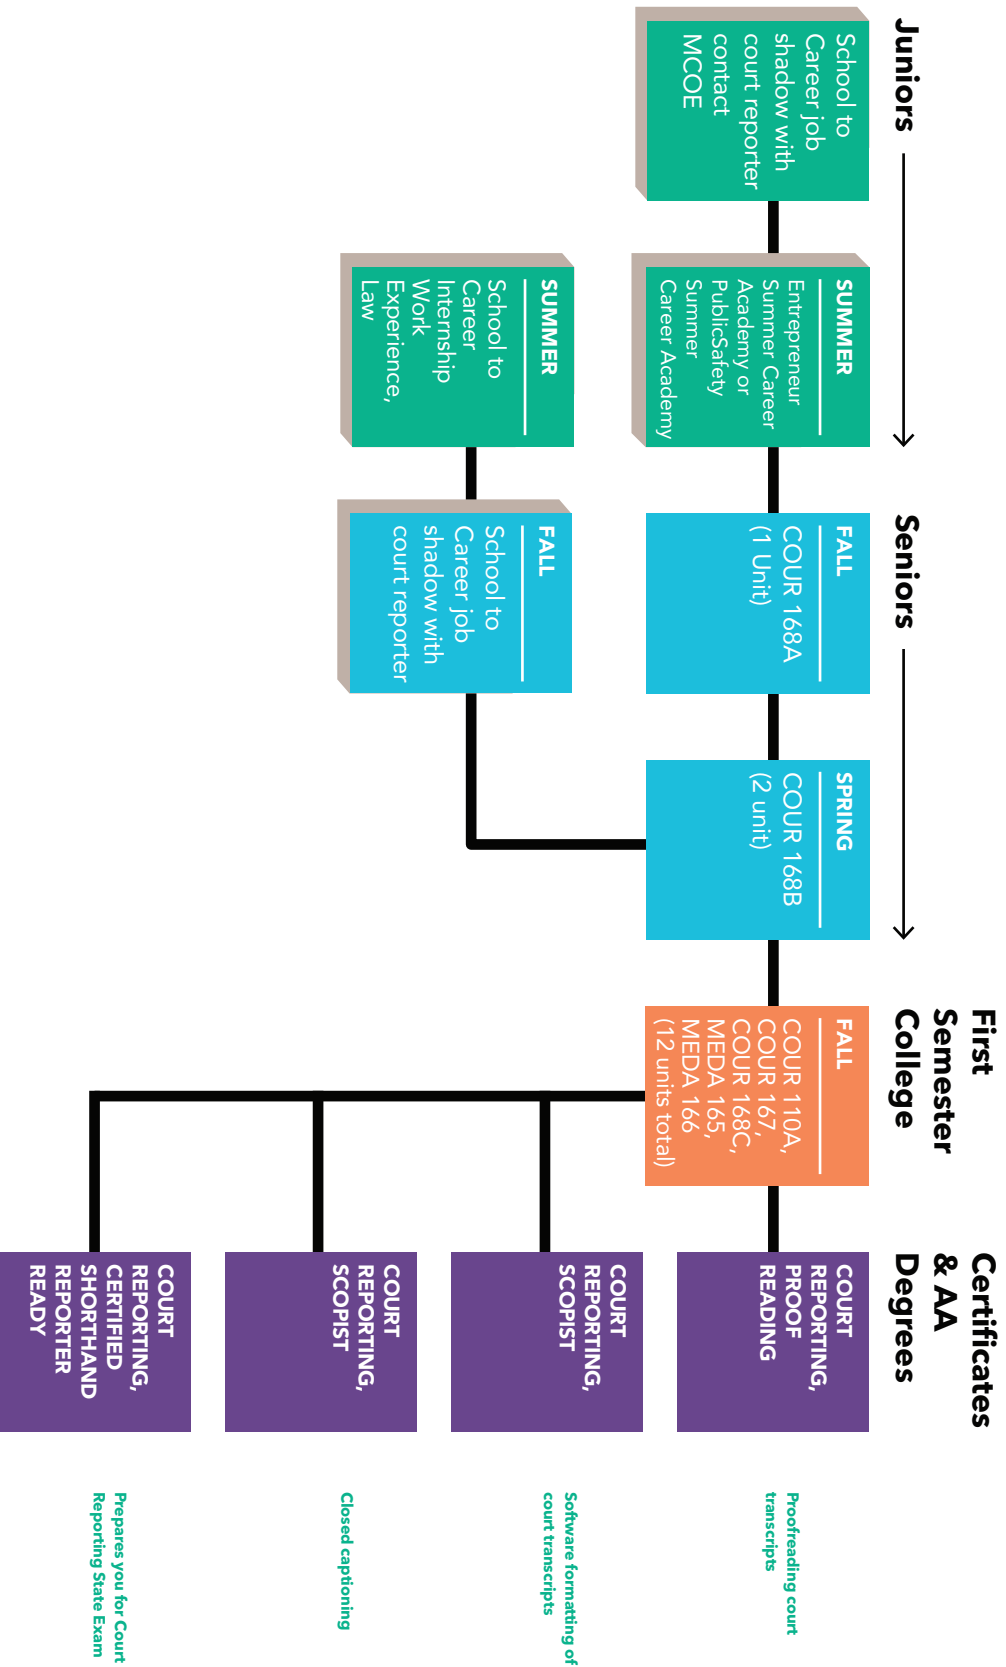 Juniors
Seniors
First
Semester
College
Certificates
& AA
Degrees
School to
Career job
shadow with
court reporter
contact
MCOE
SUMMER
Entrepreneur
Summer Career
Academy or
PublicSafety
Summer
Career Academy
FALL
COUR 168A
(1 Unit)
SPRING
COUR 168B
(2 unit)
FALL
COUR 110A,
COUR 167,
COUR 168C,
MEDA 165,
MEDA 166
(12 units total)
COURT
REPORTING,
PROOF
READING
Proofreading court
transcripts
SUMMER
School to
Career
Internship
Work
Experience,
Law
FALL
School to
Career job
shadow with
court reporter
COURT
REPORTING,
SCOPIST
Software formatting of
court transcripts
COURT
REPORTING,
SCOPIST
Closed captioning
COURT
REPORTING,
CERTIFIED
SHORTHAND
REPORTER
READY
Prepares you for Court
Reporting State Exam